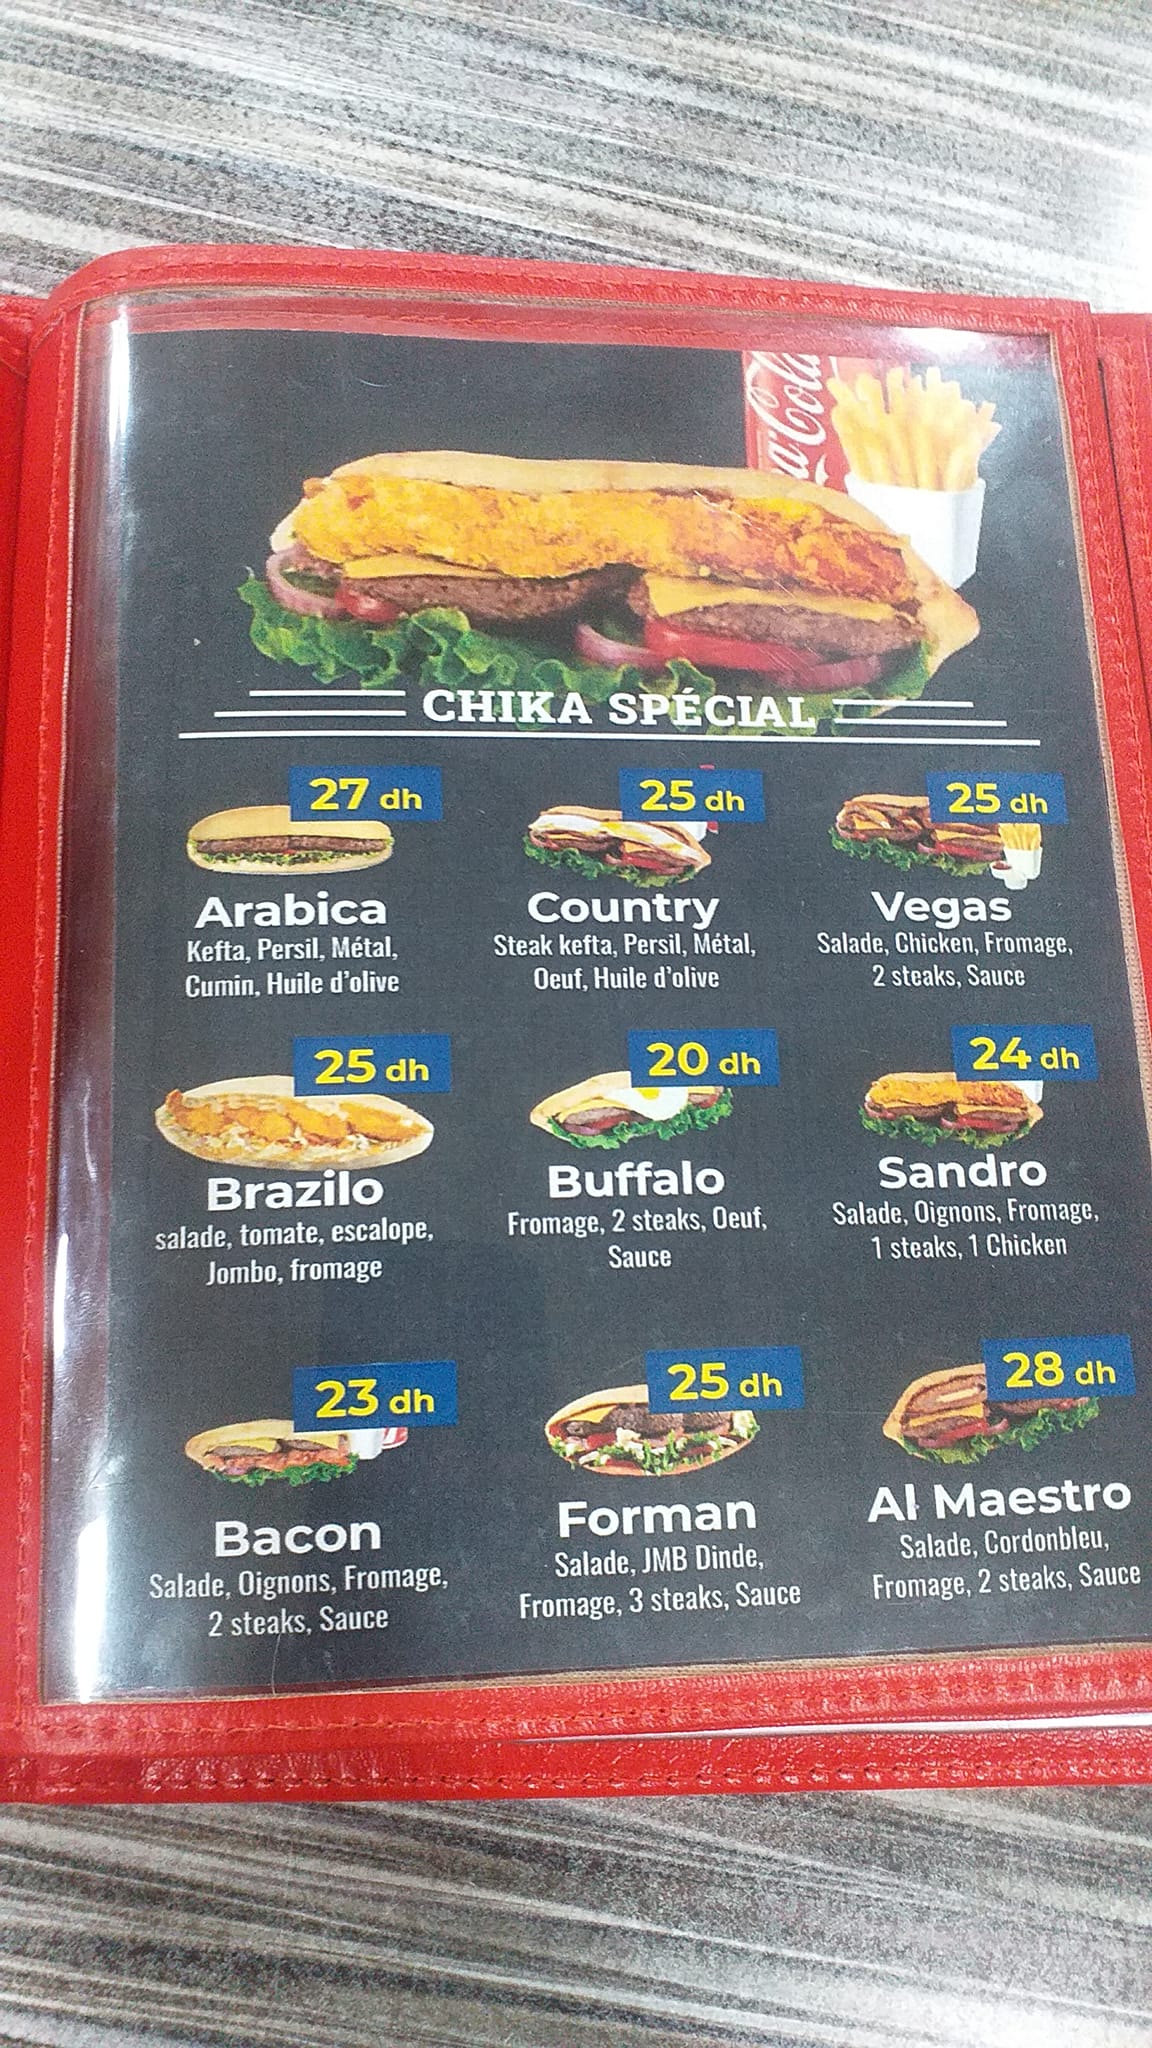 Coca-Cola
CHIKA SPÉCIAL
27 dh
25 dh
25 dh
Arabica
Kefta, Persil, Métal,
Cumin, Huile d'olive
Country
Steak kefta, Persil, Métal,
Oeuf, Huile d'olive
Vegas
Salade, Chicken, Fromage,
2 steaks, Sauce
25 dh
20 dh
24 dh
Brazilo
salade, tomate, escalope,
Jombo, fromage
Buffalo
Fromage, 2 steaks, Oeuf,
Sauce
Sandro
Salade, Oignons, Fromage,
1 steaks, 1 Chicken
23 dh
25 dh
28 dh
Bacon
Salade, Oignons, Fromage,
2 steaks, Sauce
Forman
Salade, JMB Dinde,
Fromage, 3 steaks, Sauce
Al Maestro
Salade, Cordonbleu,
Fromage, 2 steaks, Sauce